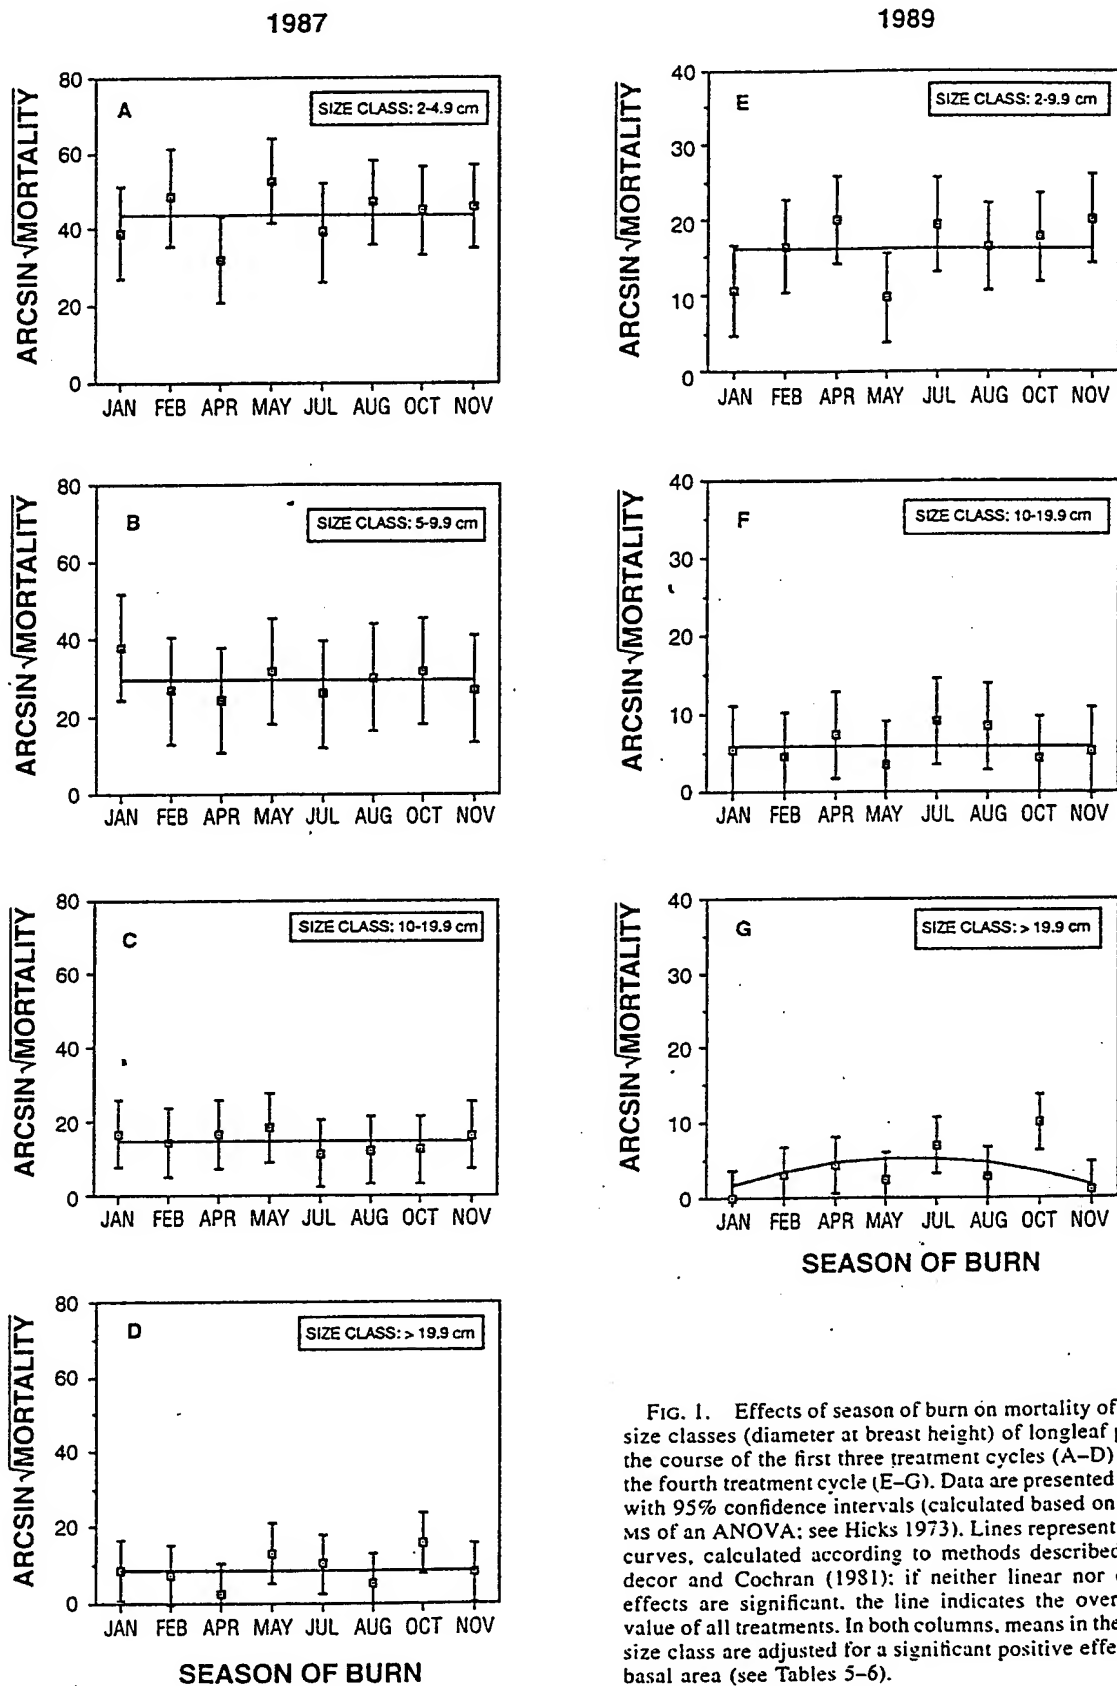 1987
1989
ARCSIN √MORTALITY
A
SIZE CLASS: 2-4.9 cm
80
60
40
20
0
JAN FEB APR MAY JUL AUG OCT NOV
ARCSIN √MORTALITY
B
SIZE CLASS: 5-9.9 cm
80
60
40
20
0
JAN FEB APR MAY JUL AUG OCT NOV
ARCSIN √MORTALITY
C
SIZE CLASS: 10-19.9 cm
80
60
40
20
0
JAN FEB APR MAY JUL AUG OCT NOV
ARCSIN √MORTALITY
D
SIZE CLASS: > 19.9 cm
80
60
40
20
0
JAN FEB APR MAY JUL AUG OCT NOV
SEASON OF BURN
ARCSIN √MORTALITY
E
SIZE CLASS: 2-9.9 cm
40
30
20
10
0
JAN FEB APR MAY JUL AUG OCT NOV
ARCSIN √MORTALITY
F
SIZE CLASS: 10-19.9 cm
40
30
20
10
0
JAN FEB APR MAY JUL AUG OCT NOV
ARCSIN √MORTALITY
G
SIZE CLASS: > 19.9 cm
40
30
20
10
0
JAN FEB APR MAY JUL AUG OCT NOV
SEASON OF BURN
FIG. 1. Effects of season of burn on mortality of
size classes (diameter at breast height) of longleaf
the course of the first three treatment cycles (A–D)
the fourth treatment cycle (E–G). Data are presented
with 95% confidence intervals (calculated based on
MS of an ANOVA; see Hicks 1973). Lines represent
curves, calculated according to methods described
decor and Cochran (1981); if neither linear nor
effects are significant, the line indicates the over
value of all treatments. In both columns, means in the
size class are adjusted for a significant positive effe
basal area (see Tables 5–6).